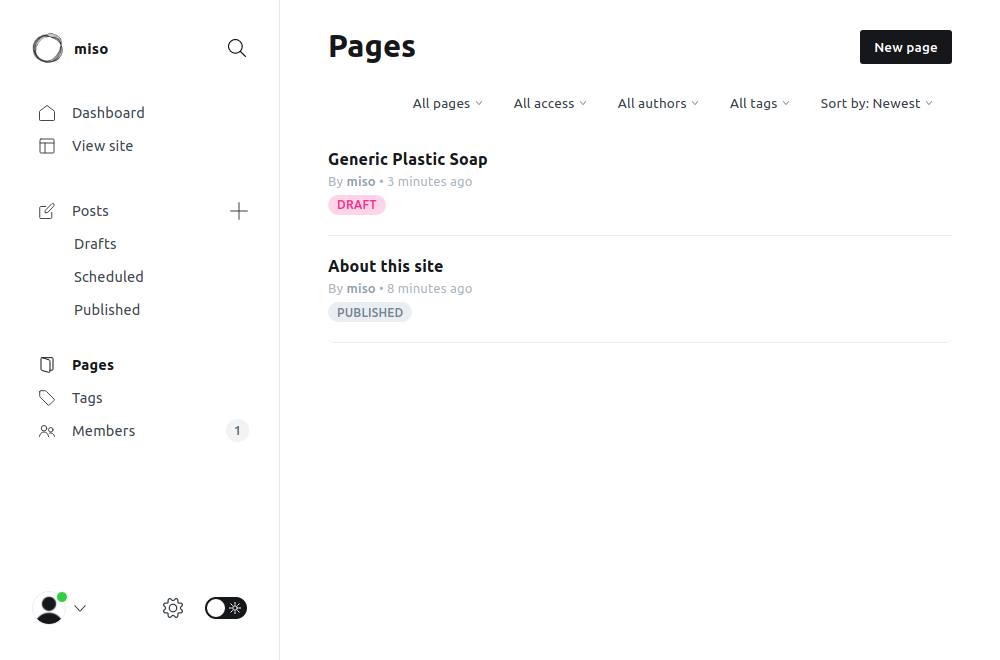 miso
Dashboard
View site
Posts
Drafts
Scheduled
Published
Pages
Tags
Members 1
Pages
New page
All pages All access All authors All tags Sort by: Newest
Generic Plastic Soap
By miso • 3 minutes ago
DRAFT
About this site
By miso • 8 minutes ago
PUBLISHED